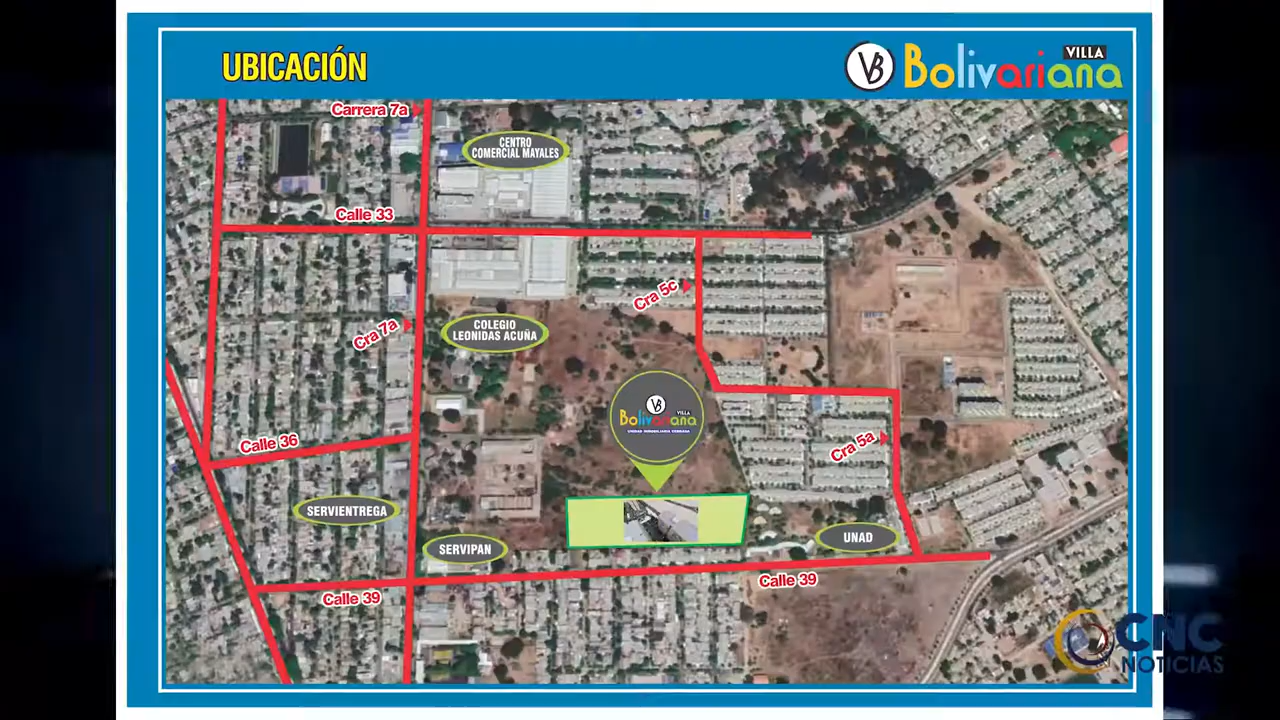 UBICACIÓN
VB Bolivariana
VILLA
Carrera 7a
CENTRO
COMERCIAL MAYALES
Calle 33
Cra 5c
Cra 7a
COLEGIO
LEONIDAS ACUÑA
VB
VILLA
Bolivariana
Calle 36
Cra 5a
SERVIENTREGA
SERVIPAN
UNAD
Calle 39
Calle 39
CNC
NOTICIAS